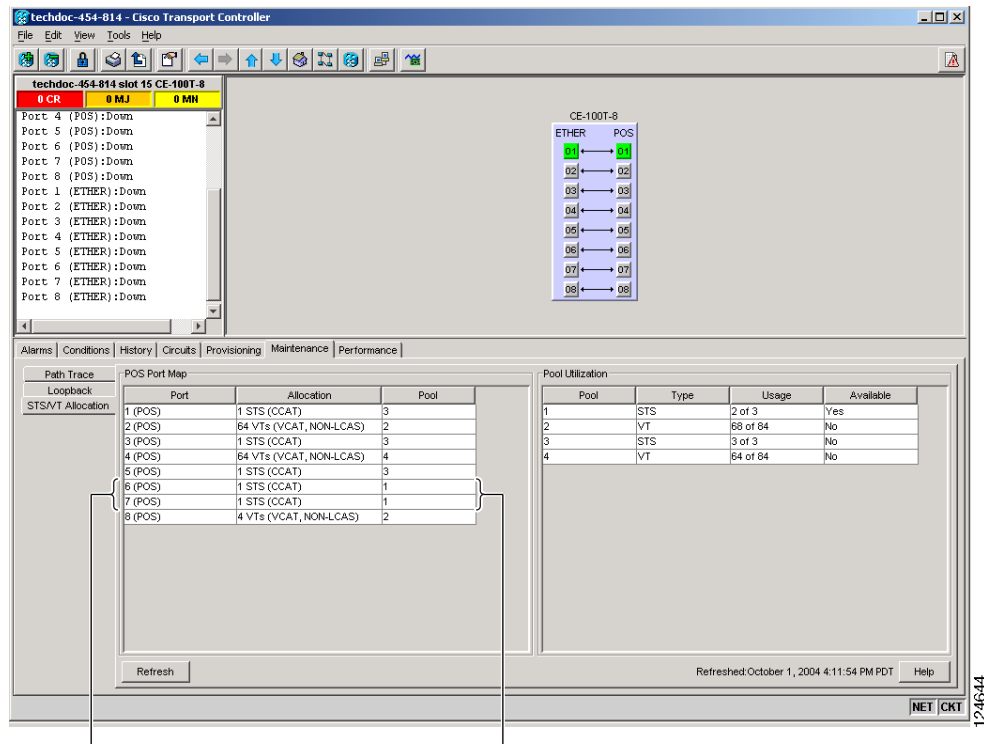 techdoc-454-814 - Cisco Transport Controller
File Edit View Tools Help
techdoc-454-814 slot 15 CE-100T-8
0 CR 0 MJ 0 MN
Port 4 (POS):Down
Port 5 (POS):Down
Port 6 (POS):Down
Port 7 (POS):Down
Port 8 (POS):Down
Port 1 (ETHER):Down
Port 2 (ETHER):Down
Port 3 (ETHER):Down
Port 4 (ETHER):Down
Port 5 (ETHER):Down
Port 6 (ETHER):Down
Port 7 (ETHER):Down
Port 8 (ETHER):Down
CE-100T-8
ETHER POS
01 01
02 02
03 03
04 04
05 05
06 06
07 07
08 08
Alarms Conditions History Circuits Provisioning Maintenance Performance
Path Trace
Loopback
STS/VT Allocation
POS Port Map
Port Allocation Pool
1 (POS) 1 STS (CCAT) 3
2 (POS) 64 VTs (VCAT, NON-LCAS) 2
3 (POS) 1 STS (CCAT) 3
4 (POS) 64 VTs (VCAT, NON-LCAS) 4
5 (POS) 1 STS (CCAT) 3
6 (POS) 1 STS (CCAT) 1
7 (POS) 1 STS (CCAT) 1
8 (POS) 4 VTs (VCAT, NON-LCAS) 2
Pool Utilization
Pool Type Usage Available
1 STS 2 of 3 Yes
2 VT 68 of 84 No
3 STS 3 of 3 No
4 VT 64 of 84 No
Refresh
Refreshed:October 1, 2004 4:11:54 PM PDT
Help
NET CKT
124644